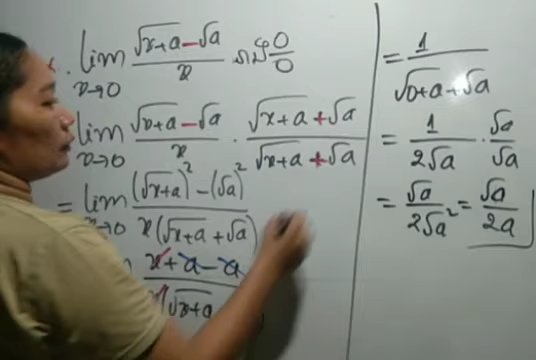 lim x→0 (√(x+a) − √a)/x 0/0
lim x→0 (√(x+a) − √a)/x · (√(x+a) + √a)/(√(x+a) + √a)
= lim x→0 ((√(x+a))² − (√a)²)/(x(√(x+a) + √a))
(x + a − a)/(x(√(x+a)
= 1/(√(0+a) + √a)
= 1/(2√a) · √a/√a
= √a/(2√a²) = √a/(2a)